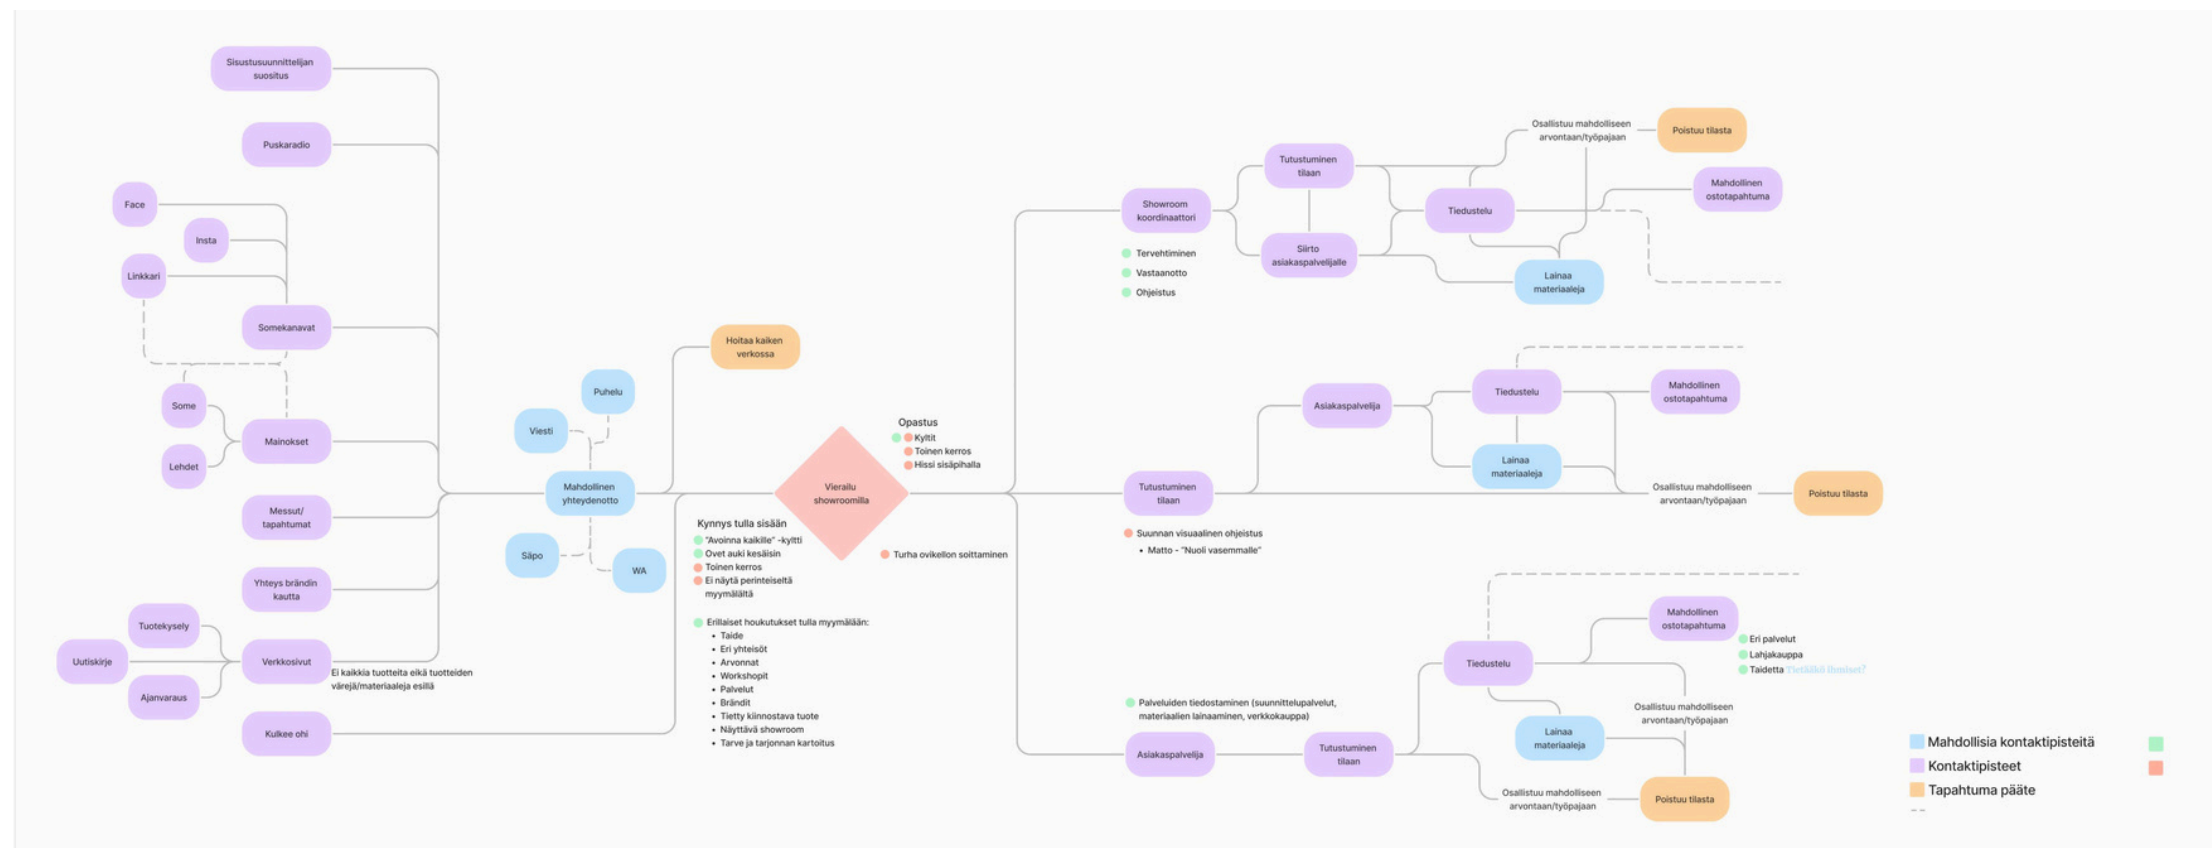 Sisustusuunnittelijan
suositus
Puskaradio
Face
Insta
Linkkari
Somekanavat
Some
Mainokset
Lehdet
Messut/
tapahtumat
Yhteys brändin
kautta
Tuotekysely
Uutiskirje
Verkkosivut
Ajanvaraus
Ei kaikkia tuotteita eikä tuotteiden
värejä/materiaaleja esillä
Kulkee ohi
Puhelu
Viesti
Mahdollinen
yhteydenotto
Säpo
WA
Hoitaa kaiken
verkossa
Vierailu
showroomilla
Opastus
Kyltit
Toinen kerros
Hissi sisäpihalla
Kynnys tulla sisään
"Avoinna kaikille" -kyltti
Ovet auki kesäisin
Toinen kerros
Ei näytä perinteiseltä
myymälältä
Turha ovikellon soittaminen
Erillaiset houkutukset tulla myymälään:
• Taide
• Eri yhteisöt
• Arvonnat
• Workshopit
• Palvelut
• Brändit
• Tietty kiinnostava tuote
• Näyttävä showroom
• Tarve ja tarjonnan kartoitus
Showroom
koordinaattori
Tervehtiminen
Vastaanotto
Ohjeistus
Tutustuminen
tilaan
Siirto
asiakaspalvelijalle
Tiedustelu
Osallistuu mahdolliseen
arvontaan/työpajaan
Poistuu tilasta
Mahdollinen
ostotapahtuma
Lainaa
materiaaleja
Tutustuminen
tilaan
Suunnan visuaalinen ohjeistus
• Matto - "Nuoli vasemmalle"
Asiakaspalvelija
Tiedustelu
Mahdollinen
ostotapahtuma
Lainaa
materiaaleja
Osallistuu mahdolliseen
arvontaan/työpajaan
Poistuu tilasta
Palveluiden tiedostaminen (suunnittelupalvelut,
materiaalien lainaaminen, verkkokauppa)
Asiakaspalvelija
Tutustuminen
tilaan
Tiedustelu
Mahdollinen
ostotapahtuma
Eri palvelut
Lahjakauppa
Taidetta Tietääkö ihmiset?
Osallistuu mahdolliseen
arvontaan/työpajaan
Lainaa
materiaaleja
Osallistuu mahdolliseen
arvontaan/työpajaan
Poistuu tilasta
Mahdollisia kontaktipisteitä
Kontaktipisteet
Tapahtuma pääte